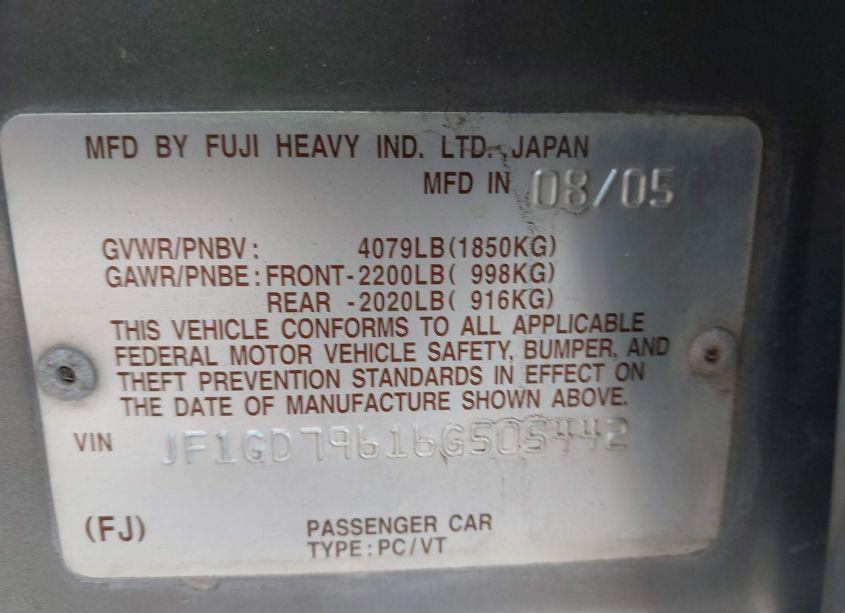 MFD BY FUJI HEAVY IND. LTD. JAPAN
MFD IN 08/05
GVWR/PNBV: 4079LB(1850KG)
GAWR/PNBE: FRONT-2200LB( 998KG)
REAR -2020LB( 916KG)
THIS VEHICLE CONFORMS TO ALL APPLICABLE
FEDERAL MOTOR VEHICLE SAFETY, BUMPER, AND
THEFT PREVENTION STANDARDS IN EFFECT ON
THE DATE OF MANUFACTURE SHOWN ABOVE.
VIN JF1GD79616G505442
(FJ) PASSENGER CAR
TYPE:PC/VT